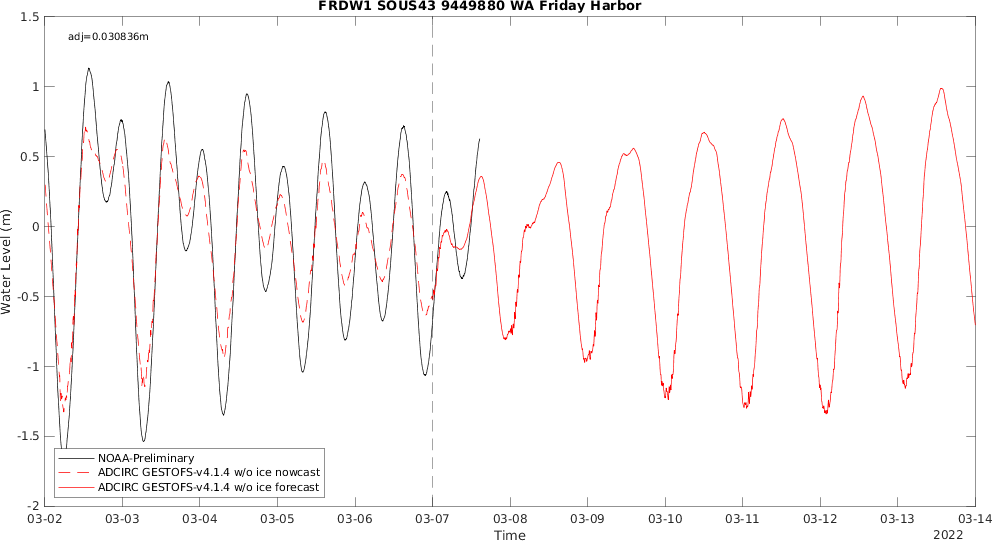 FRDW1 SOUS43 9449880 WA Friday Harbor
adj=0.030836m
1.5
1
0.5
0
-0.5
-1
-1.5
-2
Water Level (m)
NOAA-Preliminary
ADCIRC GESTOFS-v4.1.4 w/o ice nowcast
ADCIRC GESTOFS-v4.1.4 w/o ice forecast
03-02 03-03 03-04 03-05 03-06 03-07 03-08 03-09 03-10 03-11 03-12 03-13 03-14
Time
2022